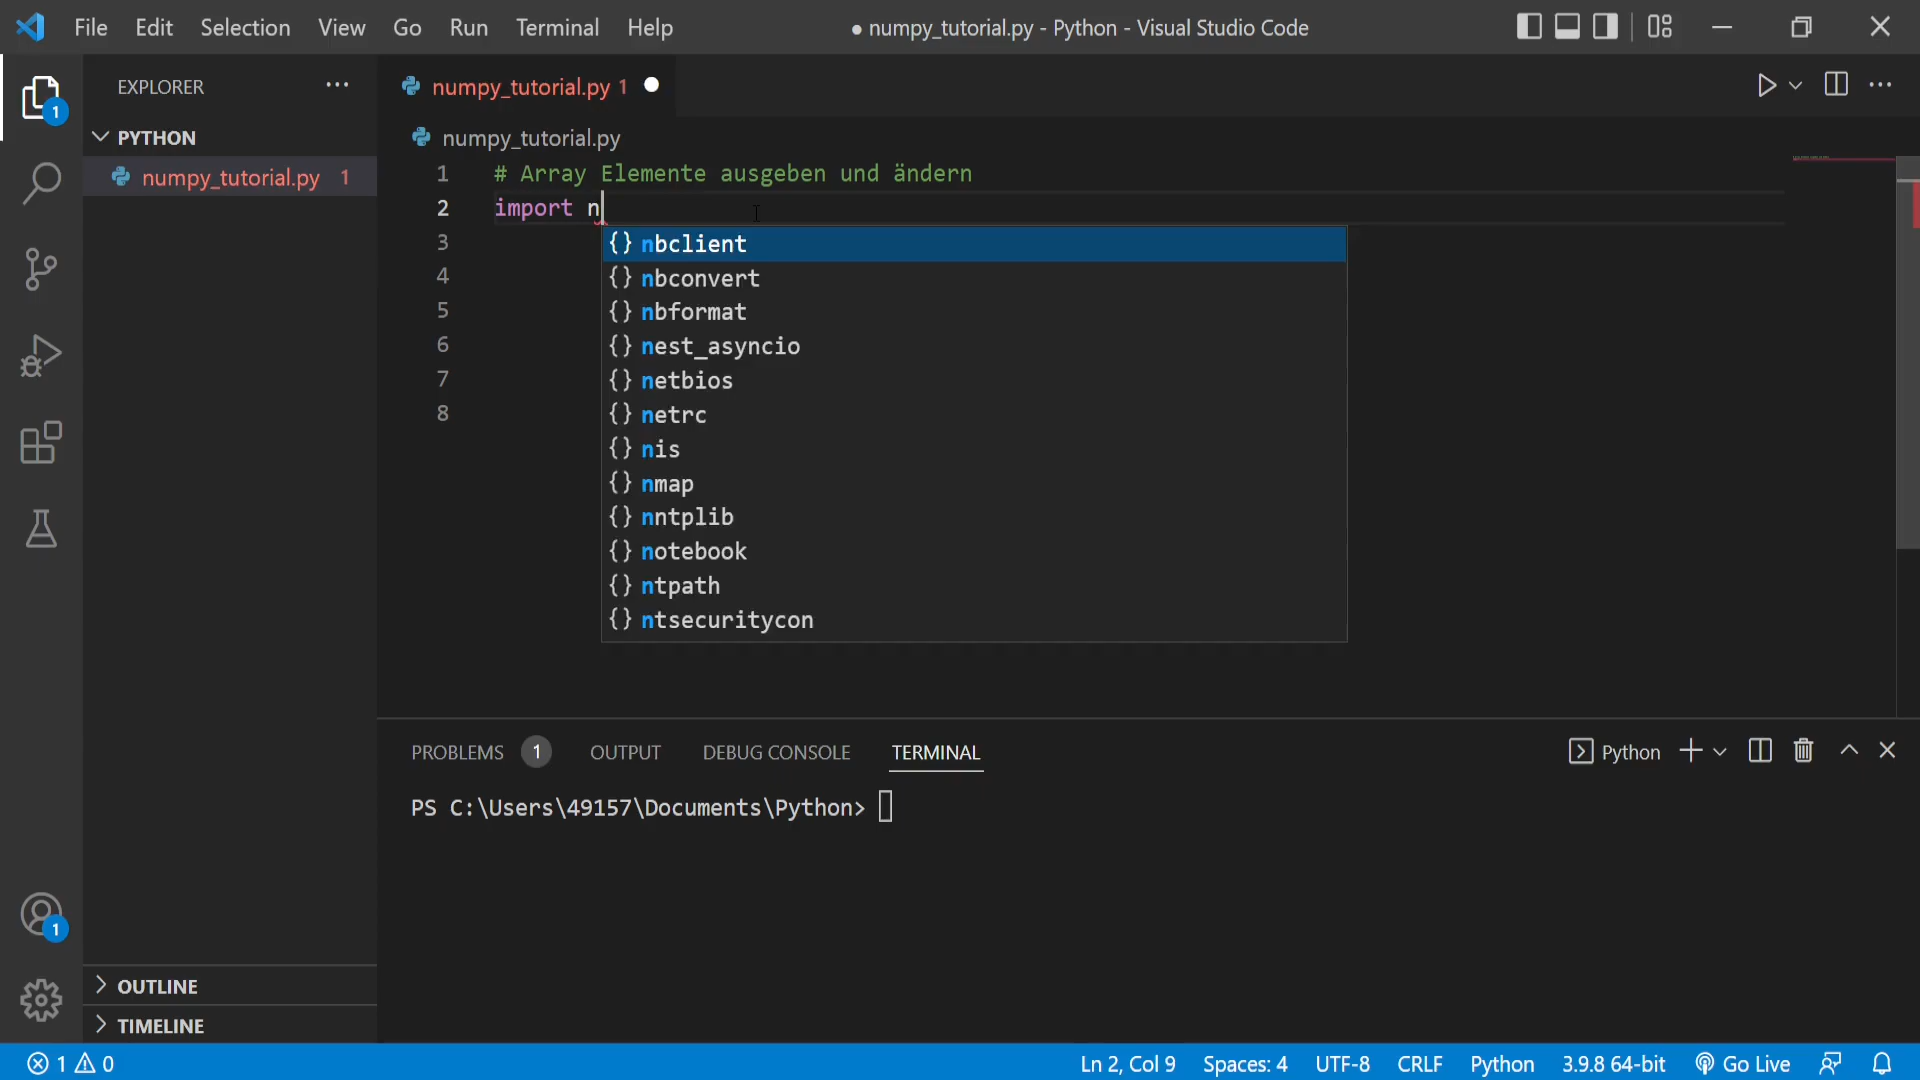 File Edit Selection View Go Run Terminal Help ● numpy_tutorial.py - Python - Visual Studio Code
EXPLORER ···
numpy_tutorial.py 1 ●
1
PYTHON
numpy_tutorial.py
numpy_tutorial.py 1
1 # Array Elemente ausgeben und ändern
2 import n
3
4
5
6
7
8
{} nbclient
{} nbconvert
{} nbformat
{} nest_asyncio
{} netbios
{} netrc
{} nis
{} nmap
{} nntplib
{} notebook
{} ntpath
{} ntsecuritycon
PROBLEMS 1 OUTPUT DEBUG CONSOLE TERMINAL Python
PS C:\Users\49157\Documents\Python>
1
OUTLINE
TIMELINE
1 0 Ln 2, Col 9 Spaces: 4 UTF-8 CRLF Python 3.9.8 64-bit Go Live